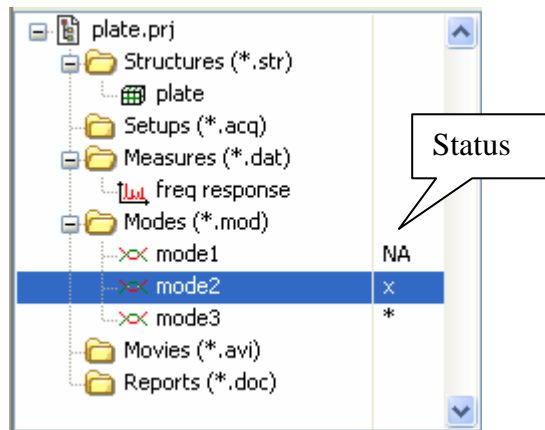 plate.prj
Structures (*.str)
plate
Setups (*.acq)
Status
Measures (*.dat)
freq response
Modes (*.mod)
mode1 NA
mode2 x
mode3 *
Movies (*.avi)
Reports (*.doc)